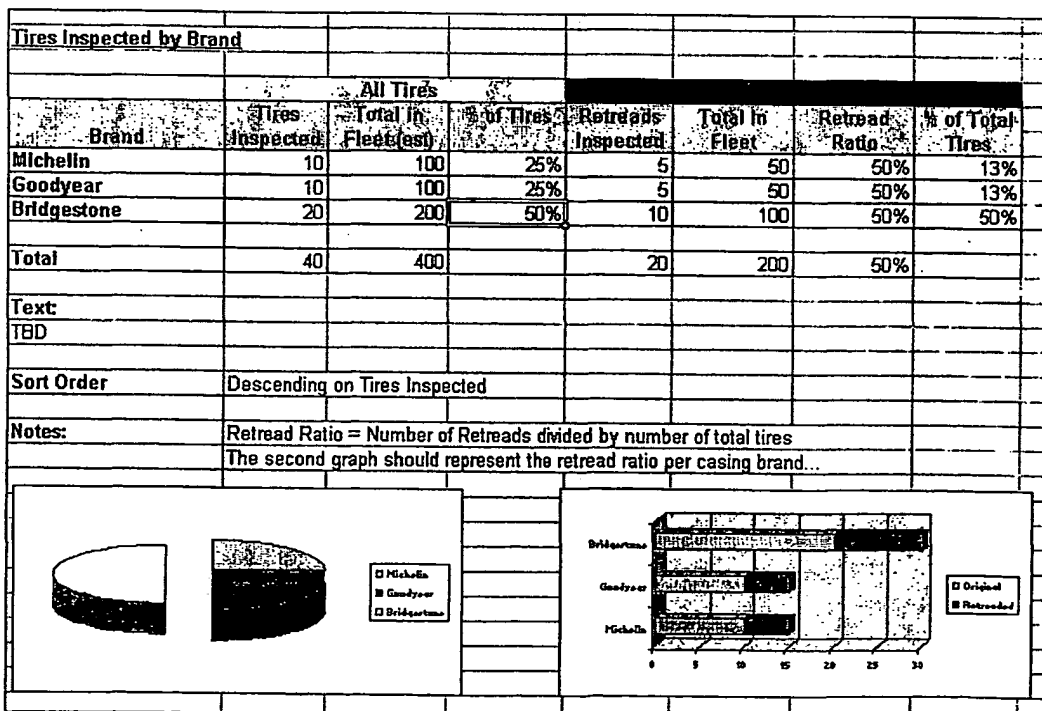 Tires Inspected by Brand
All Tires
Brand Tires Inspected Total in Fleet(est) % of Tires Retreads Inspected Total in Fleet Retread Ratio % of Total Tires
Michelin 10 100 25% 5 50 50% 13%
Goodyear 10 100 25% 5 50 50% 13%
Bridgestone 20 200 50% 10 100 50% 50%
Total 40 400 20 200 50%
Text:
TBD
Sort Order Descending on Tires Inspected
Notes: Retread Ratio = Number of Retreads divided by number of total tires
The second graph should represent the retread ratio per casing brand...
Michelin
Goodyear
Bridgestone
Bridgestone
Goodyear
Michelin
0 5 10 15 20 25 30
Original
Retreaded